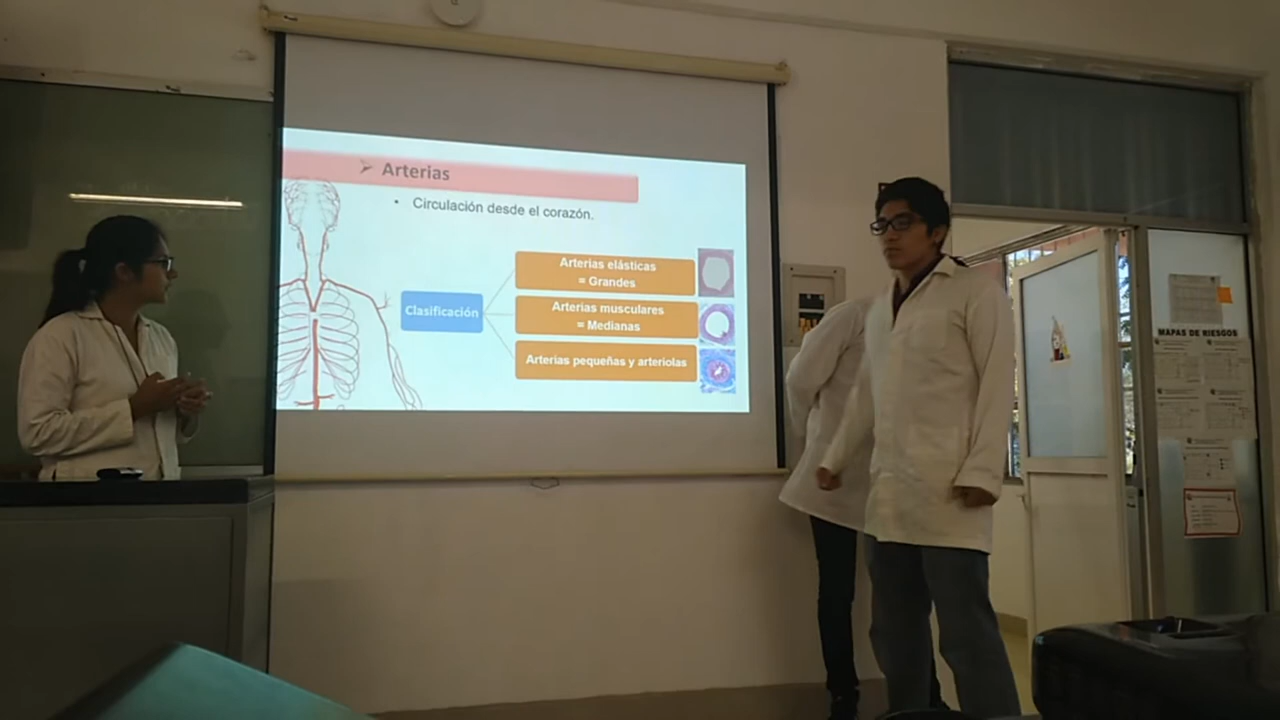 ➢ Arterias
• Circulación desde el corazón.
Clasificación
Arterias elásticas
= Grandes
Arterias musculares
= Medianas
Arterias pequeñas y arteriolas
MAPAS DE RIESGOS